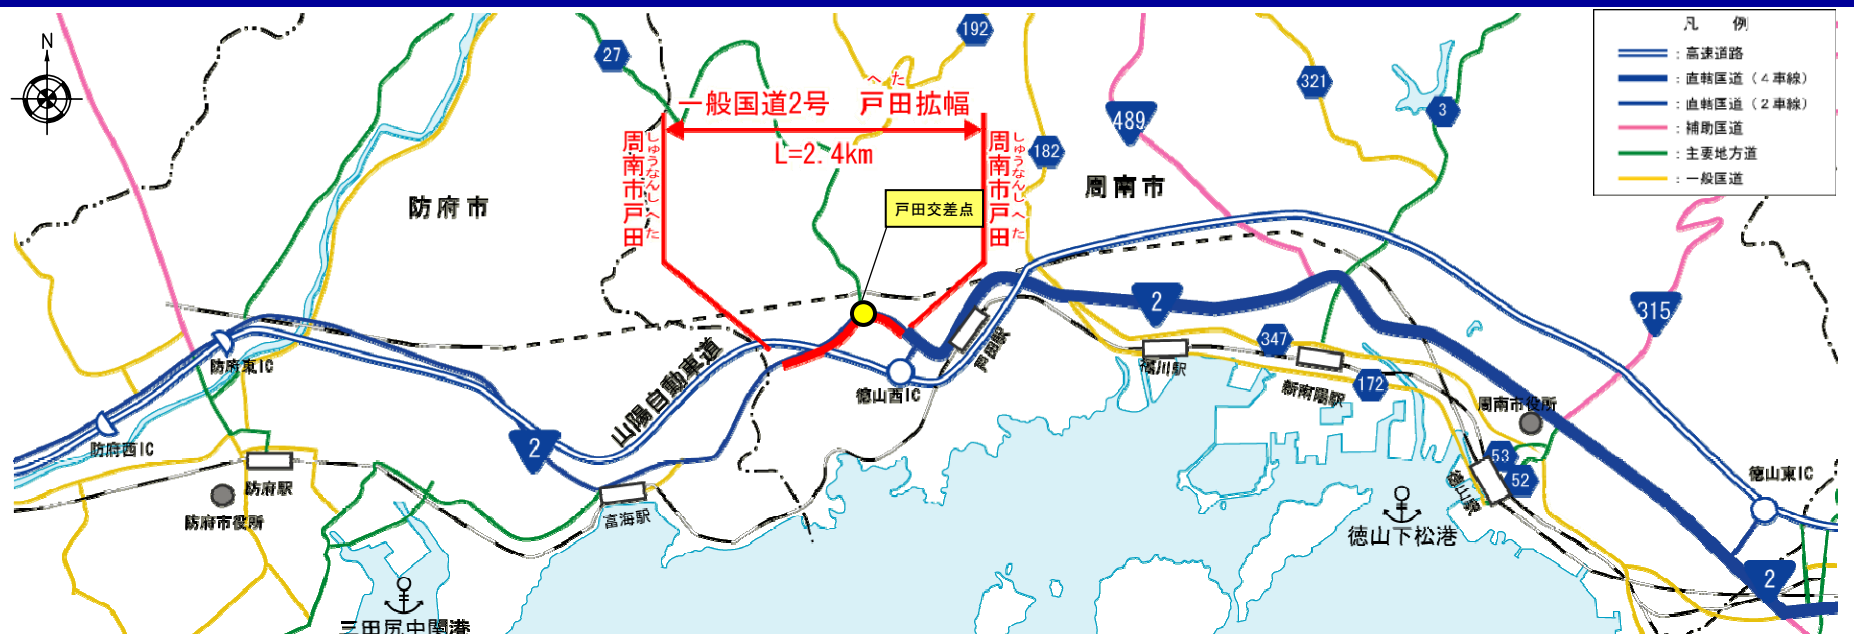 N
192
27
321
3
489
182
凡 例
：高速道路
：直轄国道（４車線）
：直轄国道（２車線）
：補助国道
：主要地方道
：一般国道
へた
一般国道2号 戸田拡幅
L=2.4km
周南市戸田
しゅうなんしへた
周南市戸田
しゅうなんしへた
戸田交差点
防府市
周南市
2
315
347
172
防府東IC
防府西IC
山陽自動車道
徳山西IC
戸田駅
福川駅
新南陽駅
周南市役所
53
52
徳山駅
徳山東IC
2
防府駅
防府市役所
富海駅
徳山下松港
三田尻中関港
2